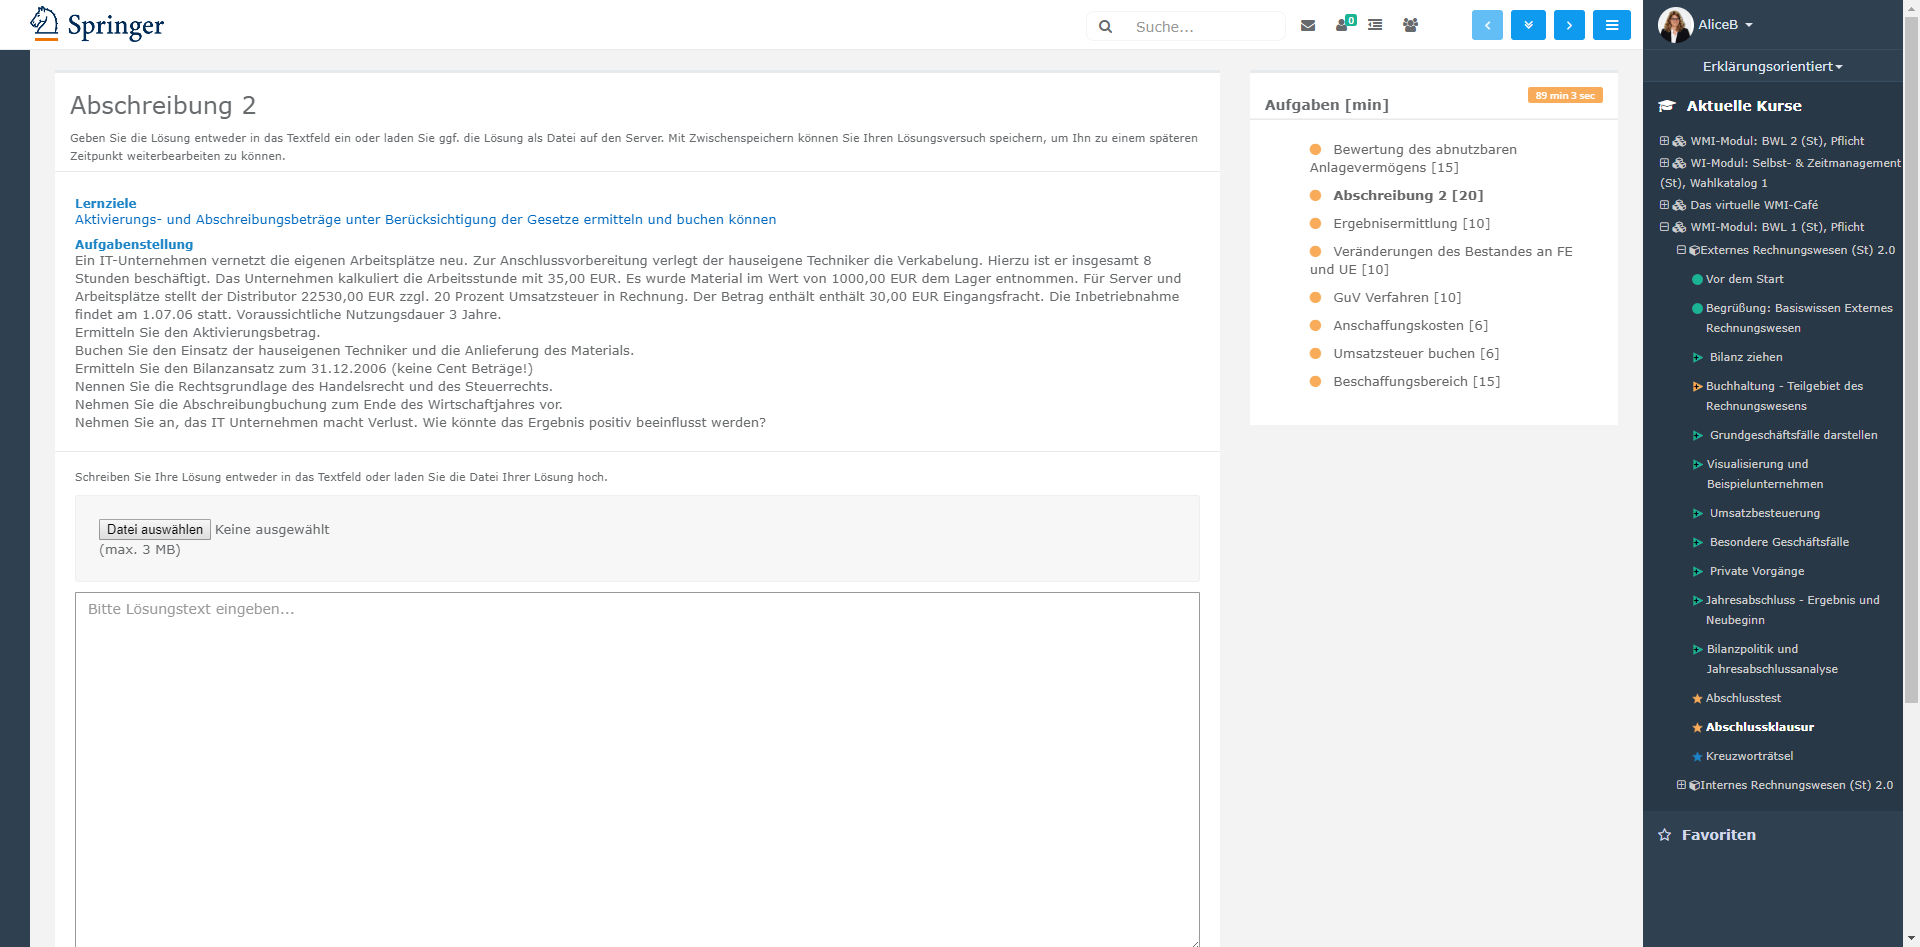 Springer
Suche...
0
AliceB
Erklärungsorientiert
Abschreibung 2
Geben Sie die Lösung entweder in das Textfeld ein oder laden Sie ggf. die Lösung als Datei auf den Server. Mit Zwischenspeichern können Sie Ihren Lösungsversuch speichern, um Ihn zu einem späteren
Zeitpunkt weiterbearbeiten zu können.
Lernziele
Aktivierungs- und Abschreibungsbeträge unter Berücksichtigung der Gesetze ermitteln und buchen können
Aufgabenstellung
Ein IT-Unternehmen vernetzt die eigenen Arbeitsplätze neu. Zur Anschlussvorbereitung verlegt der hauseigene Techniker die Verkabelung. Hierzu ist er insgesamt 8
Stunden beschäftigt. Das Unternehmen kalkuliert die Arbeitsstunde mit 35,00 EUR. Es wurde Material im Wert von 1000,00 EUR dem Lager entnommen. Für Server und
Arbeitsplätze stellt der Distributor 22530,00 EUR zzgl. 20 Prozent Umsatzsteuer in Rechnung. Der Betrag enthält enthält 30,00 EUR Eingangsfracht. Die Inbetriebnahme
findet am 1.07.06 statt. Voraussichtliche Nutzungsdauer 3 Jahre.
Ermitteln Sie den Aktivierungsbetrag.
Buchen Sie den Einsatz der hauseigenen Techniker und die Anlieferung des Materials.
Ermitteln Sie den Bilanzansatz zum 31.12.2006 (keine Cent Beträge!)
Nennen Sie die Rechtsgrundlage des Handelsrecht und des Steuerrechts.
Nehmen Sie die Abschreibungbuchung zum Ende des Wirtschaftjahres vor.
Nehmen Sie an, das IT Unternehmen macht Verlust. Wie könnte das Ergebnis positiv beeinflusst werden?
Schreiben Sie Ihre Lösung entweder in das Textfeld oder laden Sie die Datei Ihrer Lösung hoch.
Datei auswählen Keine ausgewählt
(max. 3 MB)
Bitte Lösungstext eingeben...
Aufgaben [min]
89 min 3 sec
Bewertung des abnutzbaren
Anlagevermögens [15]
Abschreibung 2 [20]
Ergebnisermittlung [10]
Veränderungen des Bestandes an FE
und UE [10]
GuV Verfahren [10]
Anschaffungskosten [6]
Umsatzsteuer buchen [6]
Beschaffungsbereich [15]
Aktuelle Kurse
WMI-Modul: BWL 2 (St), Pflicht
WI-Modul: Selbst- & Zeitmanagement
(St), Wahlkatalog 1
Das virtuelle WMI-Café
WMI-Modul: BWL 1 (St), Pflicht
Externes Rechnungswesen (St) 2.0
Vor dem Start
Begrüßung: Basiswissen Externes
Rechnungswesen
Bilanz ziehen
Buchhaltung - Teilgebiet des
Rechnungswesens
Grundgeschäftsfälle darstellen
Visualisierung und
Beispielunternehmen
Umsatzbesteuerung
Besondere Geschäftsfälle
Private Vorgänge
Jahresabschluss - Ergebnis und
Neubeginn
Bilanzpolitik und
Jahresabschlussanalyse
Abschlusstest
Abschlussklausur
Kreuzworträtsel
Internes Rechnungswesen (St) 2.0
Favoriten